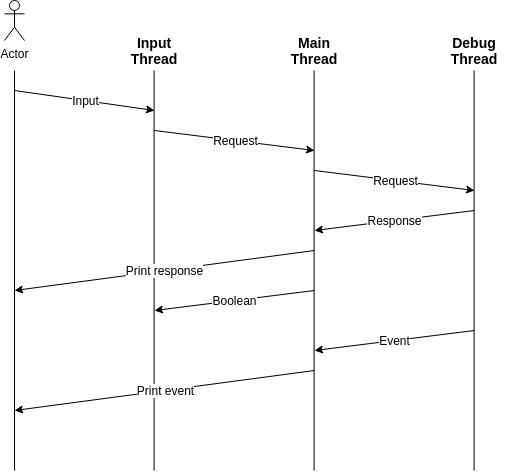 Actor
Input
Thread
Main
Thread
Debug
Thread
Input
Request
Request
Response
Print response
Boolean
Event
Print event